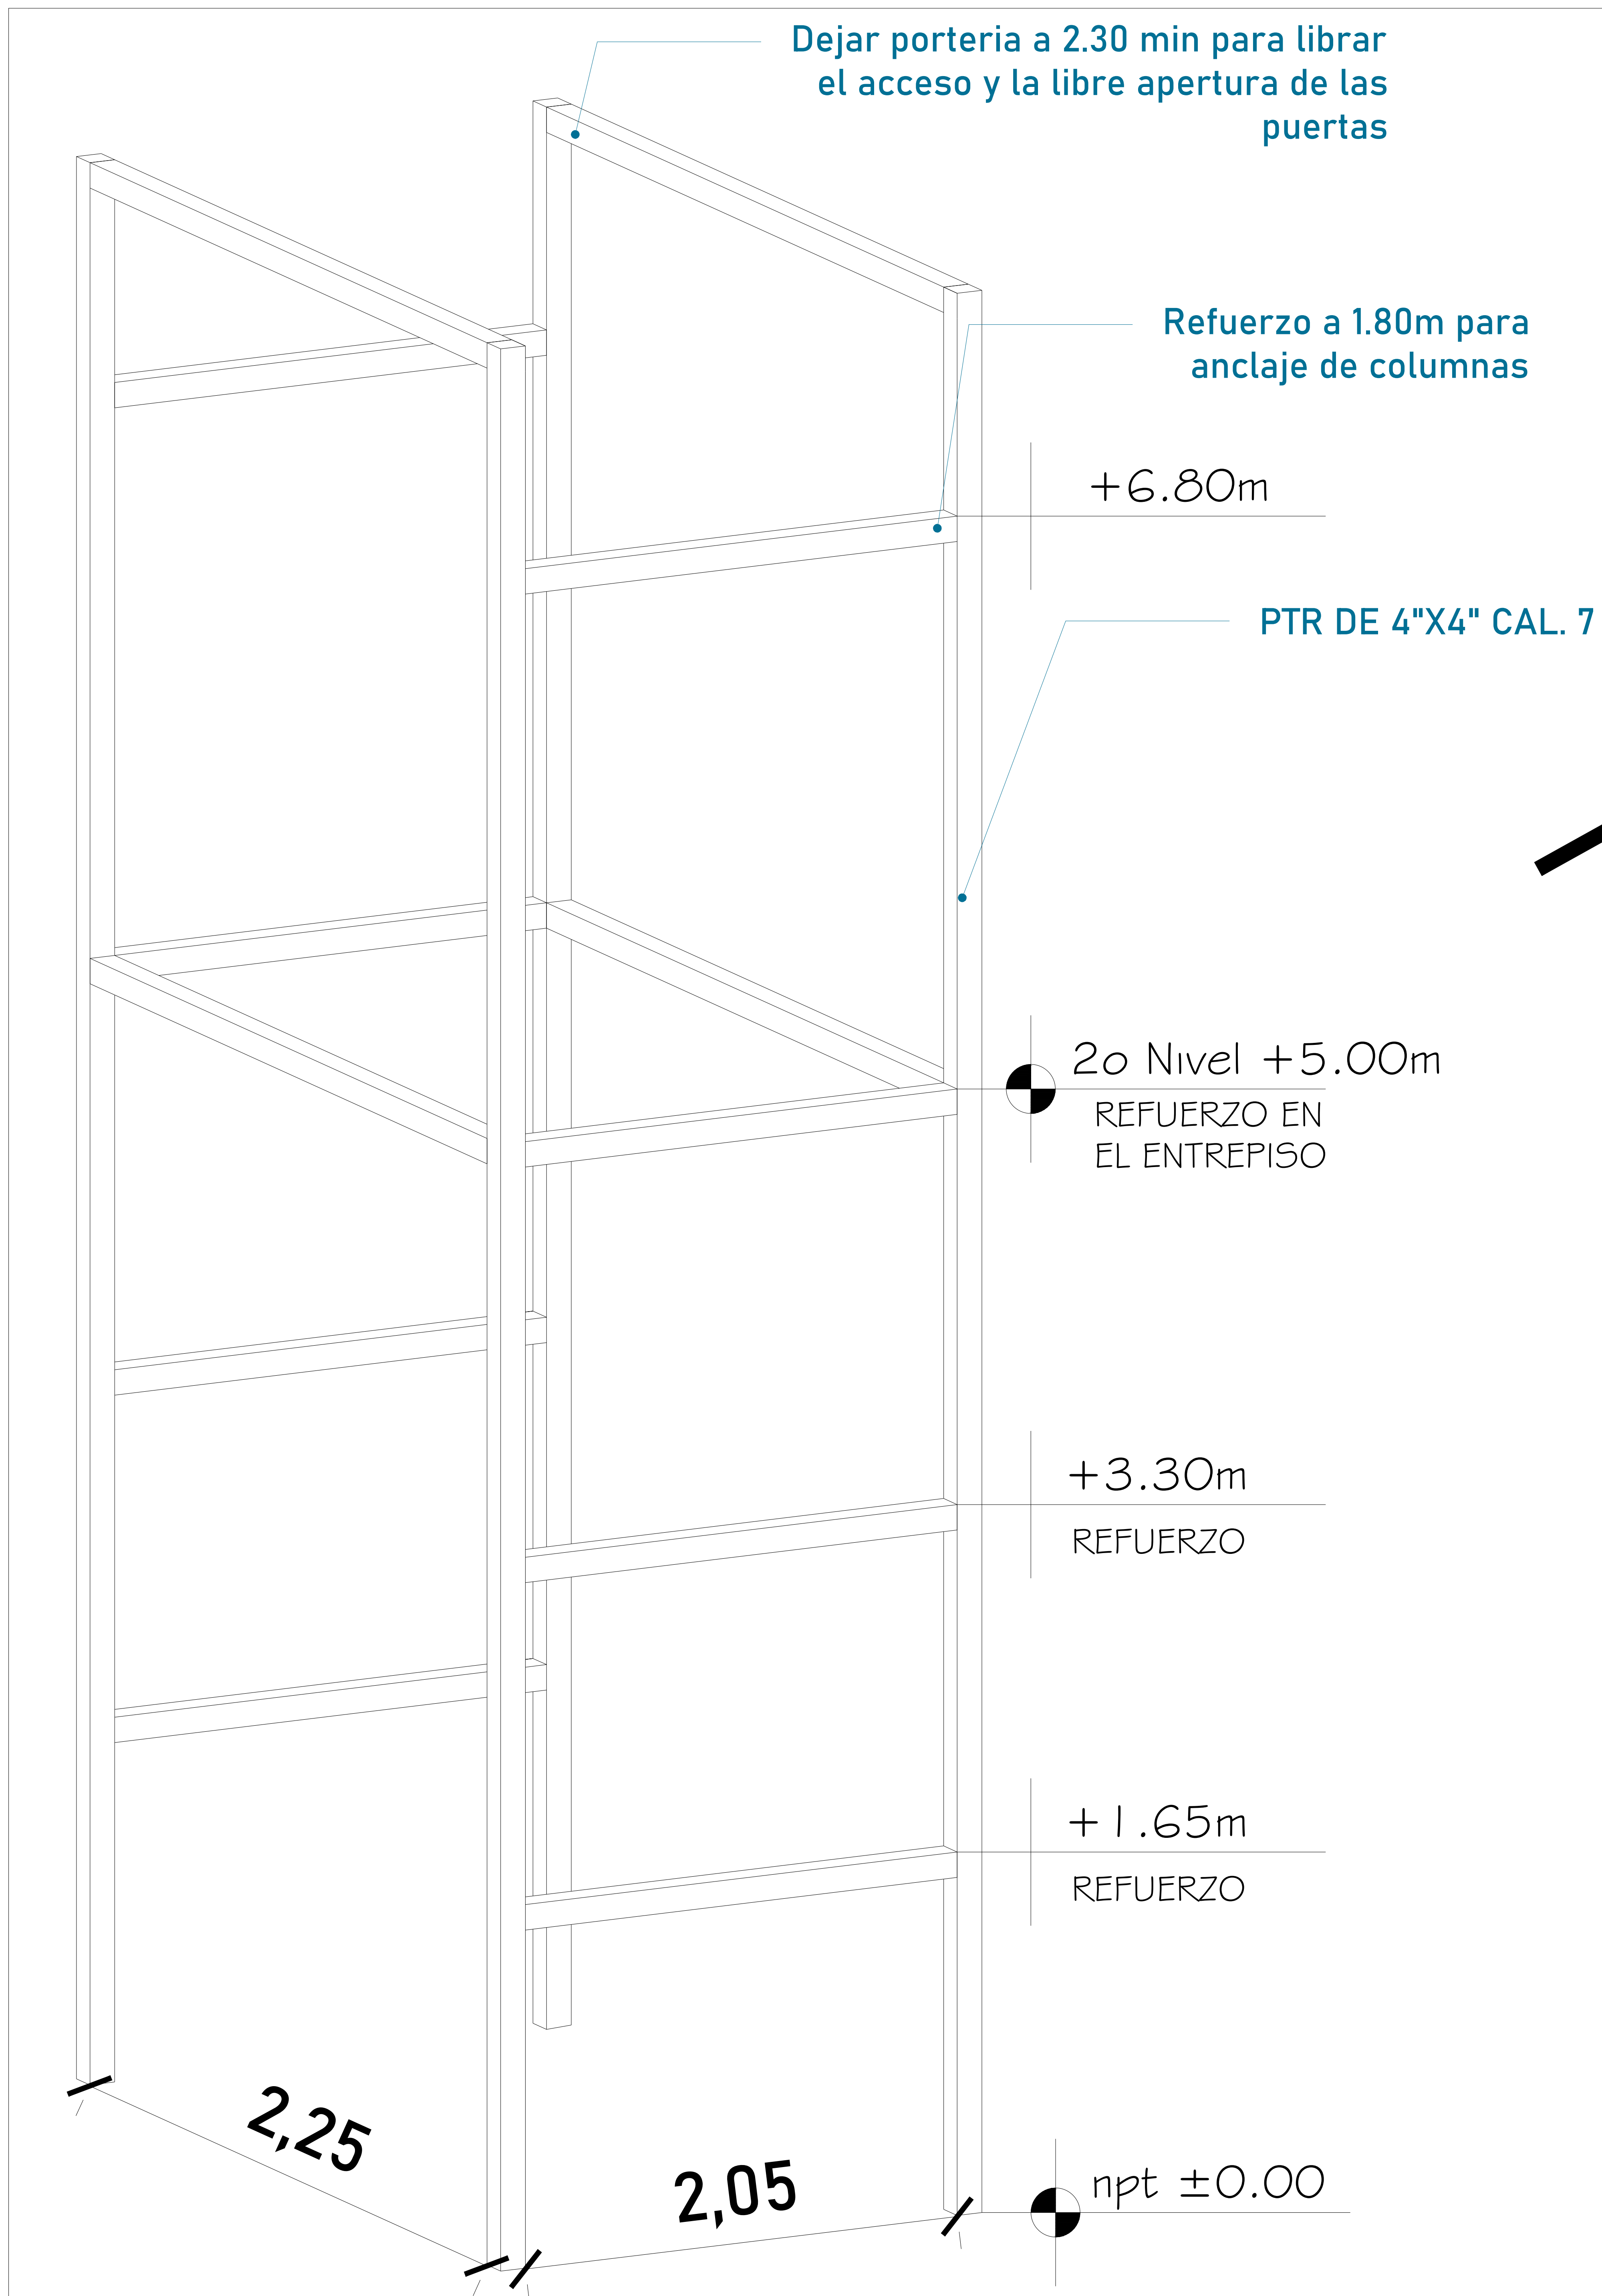 Dejar porteria a 2.30 min para librar
el acceso y la libre apertura de las
puertas
Refuerzo a 1.80m para
anclaje de columnas
+6.80m
PTR DE 4"X4" CAL. 7
2o Nivel +5.00m
REFUERZO EN
EL ENTREPISO
+3.30m
REFUERZO
+1.65m
REFUERZO
2,25
2,05
npt ±0.00